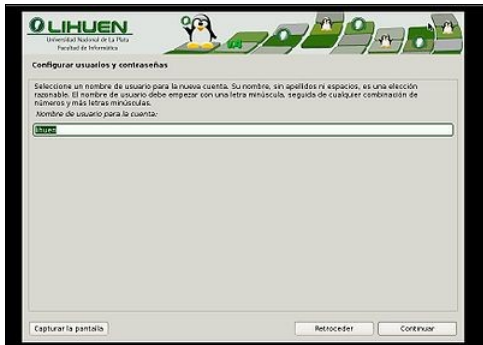 LIHUEN
Universidad Nacional de La Plata
Facultad de Informática
Configurar usuarios y contraseñas
Seleccione un nombre de usuario para la nueva cuenta. Su nombre, sin apellidos ni espacios, es una elección
razonable. El nombre de usuario debe empezar con una letra minúscula, seguida de cualquier combinación de
números y más letras minúsculas.
Nombre de usuario para la cuenta:
lihuen
Capturar la pantalla
Retroceder
Continuar